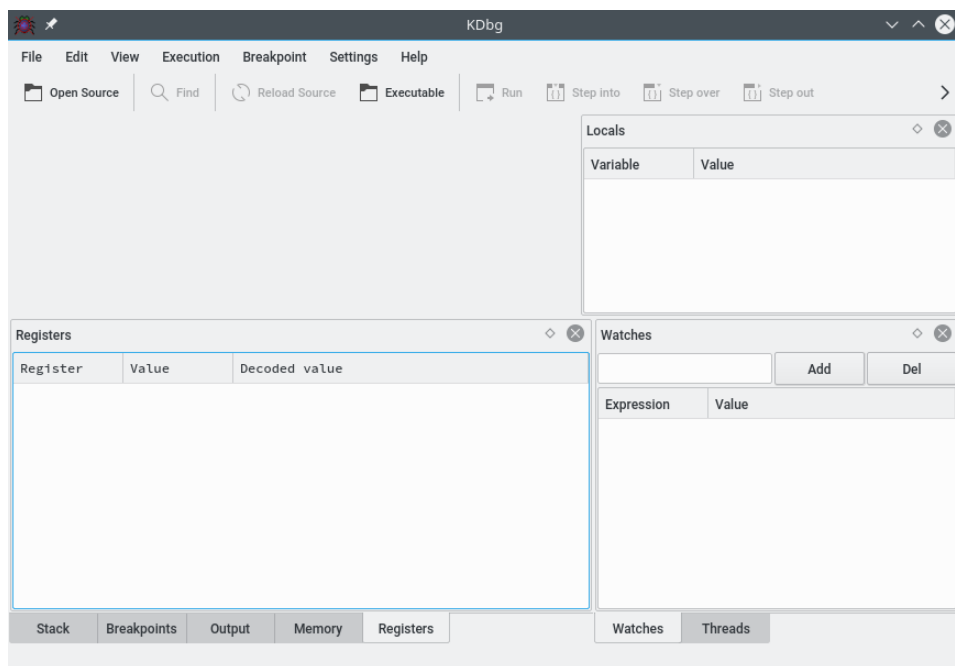 KDbg
File Edit View Execution Breakpoint Settings Help
Open Source Find Reload Source Executable Run Step into Step over Step out
Locals
Variable Value
Registers
Register Value Decoded value
Watches
Add Del
Expression Value
Stack Breakpoints Output Memory Registers
Watches Threads